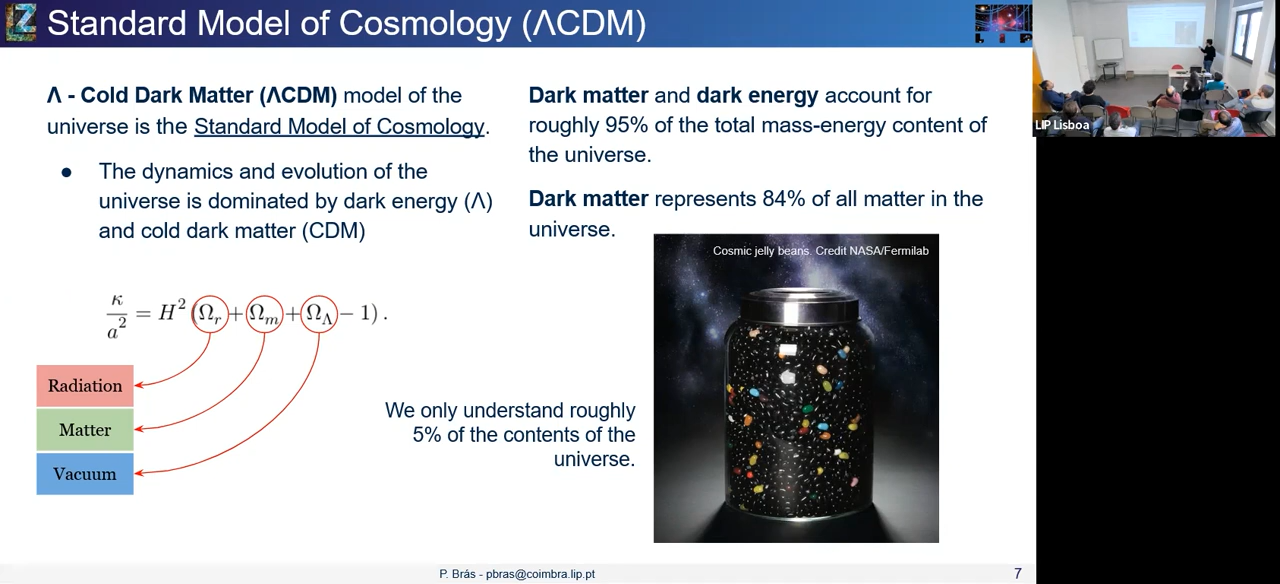 Standard Model of Cosmology (ΛCDM)
Λ - Cold Dark Matter (ΛCDM) model of the
universe is the Standard Model of Cosmology.
● The dynamics and evolution of the
universe is dominated by dark energy (Λ)
and cold dark matter (CDM)
κ/a² = H² (Ωᵣ + Ωₘ + Ω_Λ − 1) .
Radiation
Matter
Vacuum
Dark matter and dark energy account for
roughly 95% of the total mass-energy content of
the universe.
Dark matter represents 84% of all matter in the
universe.
Cosmic jelly beans. Credit NASA/Fermilab
We only understand roughly
5% of the contents of the
universe.
P. Brás - pbras@coimbra.lip.pt
7
LIP Lisboa